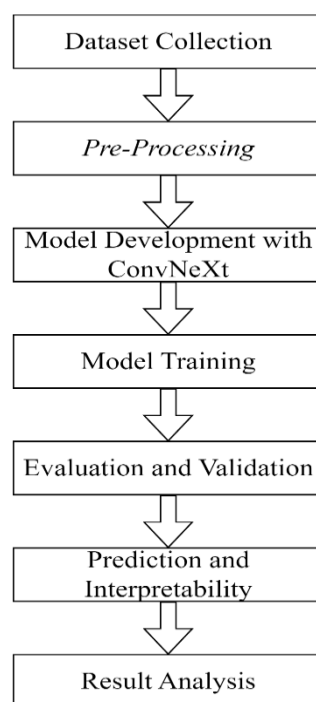 Dataset Collection
Pre-Processing
Model Development with
ConvNeXt
Model Training
Evaluation and Validation
Prediction and
Interpretability
Result Analysis